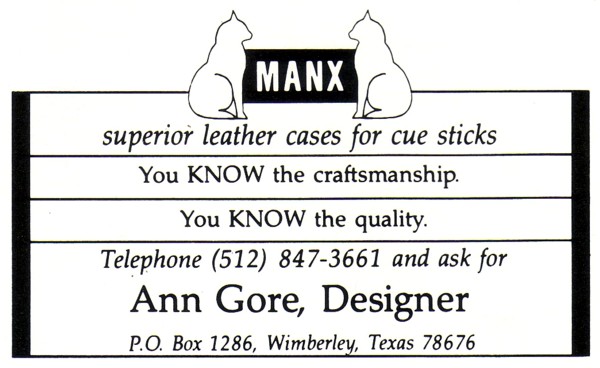 MANX
superior leather cases for cue sticks
You KNOW the craftsmanship.
You KNOW the quality.
Telephone (512) 847-3661 and ask for
Ann Gore, Designer
P.O. Box 1286, Wimberley, Texas 78676